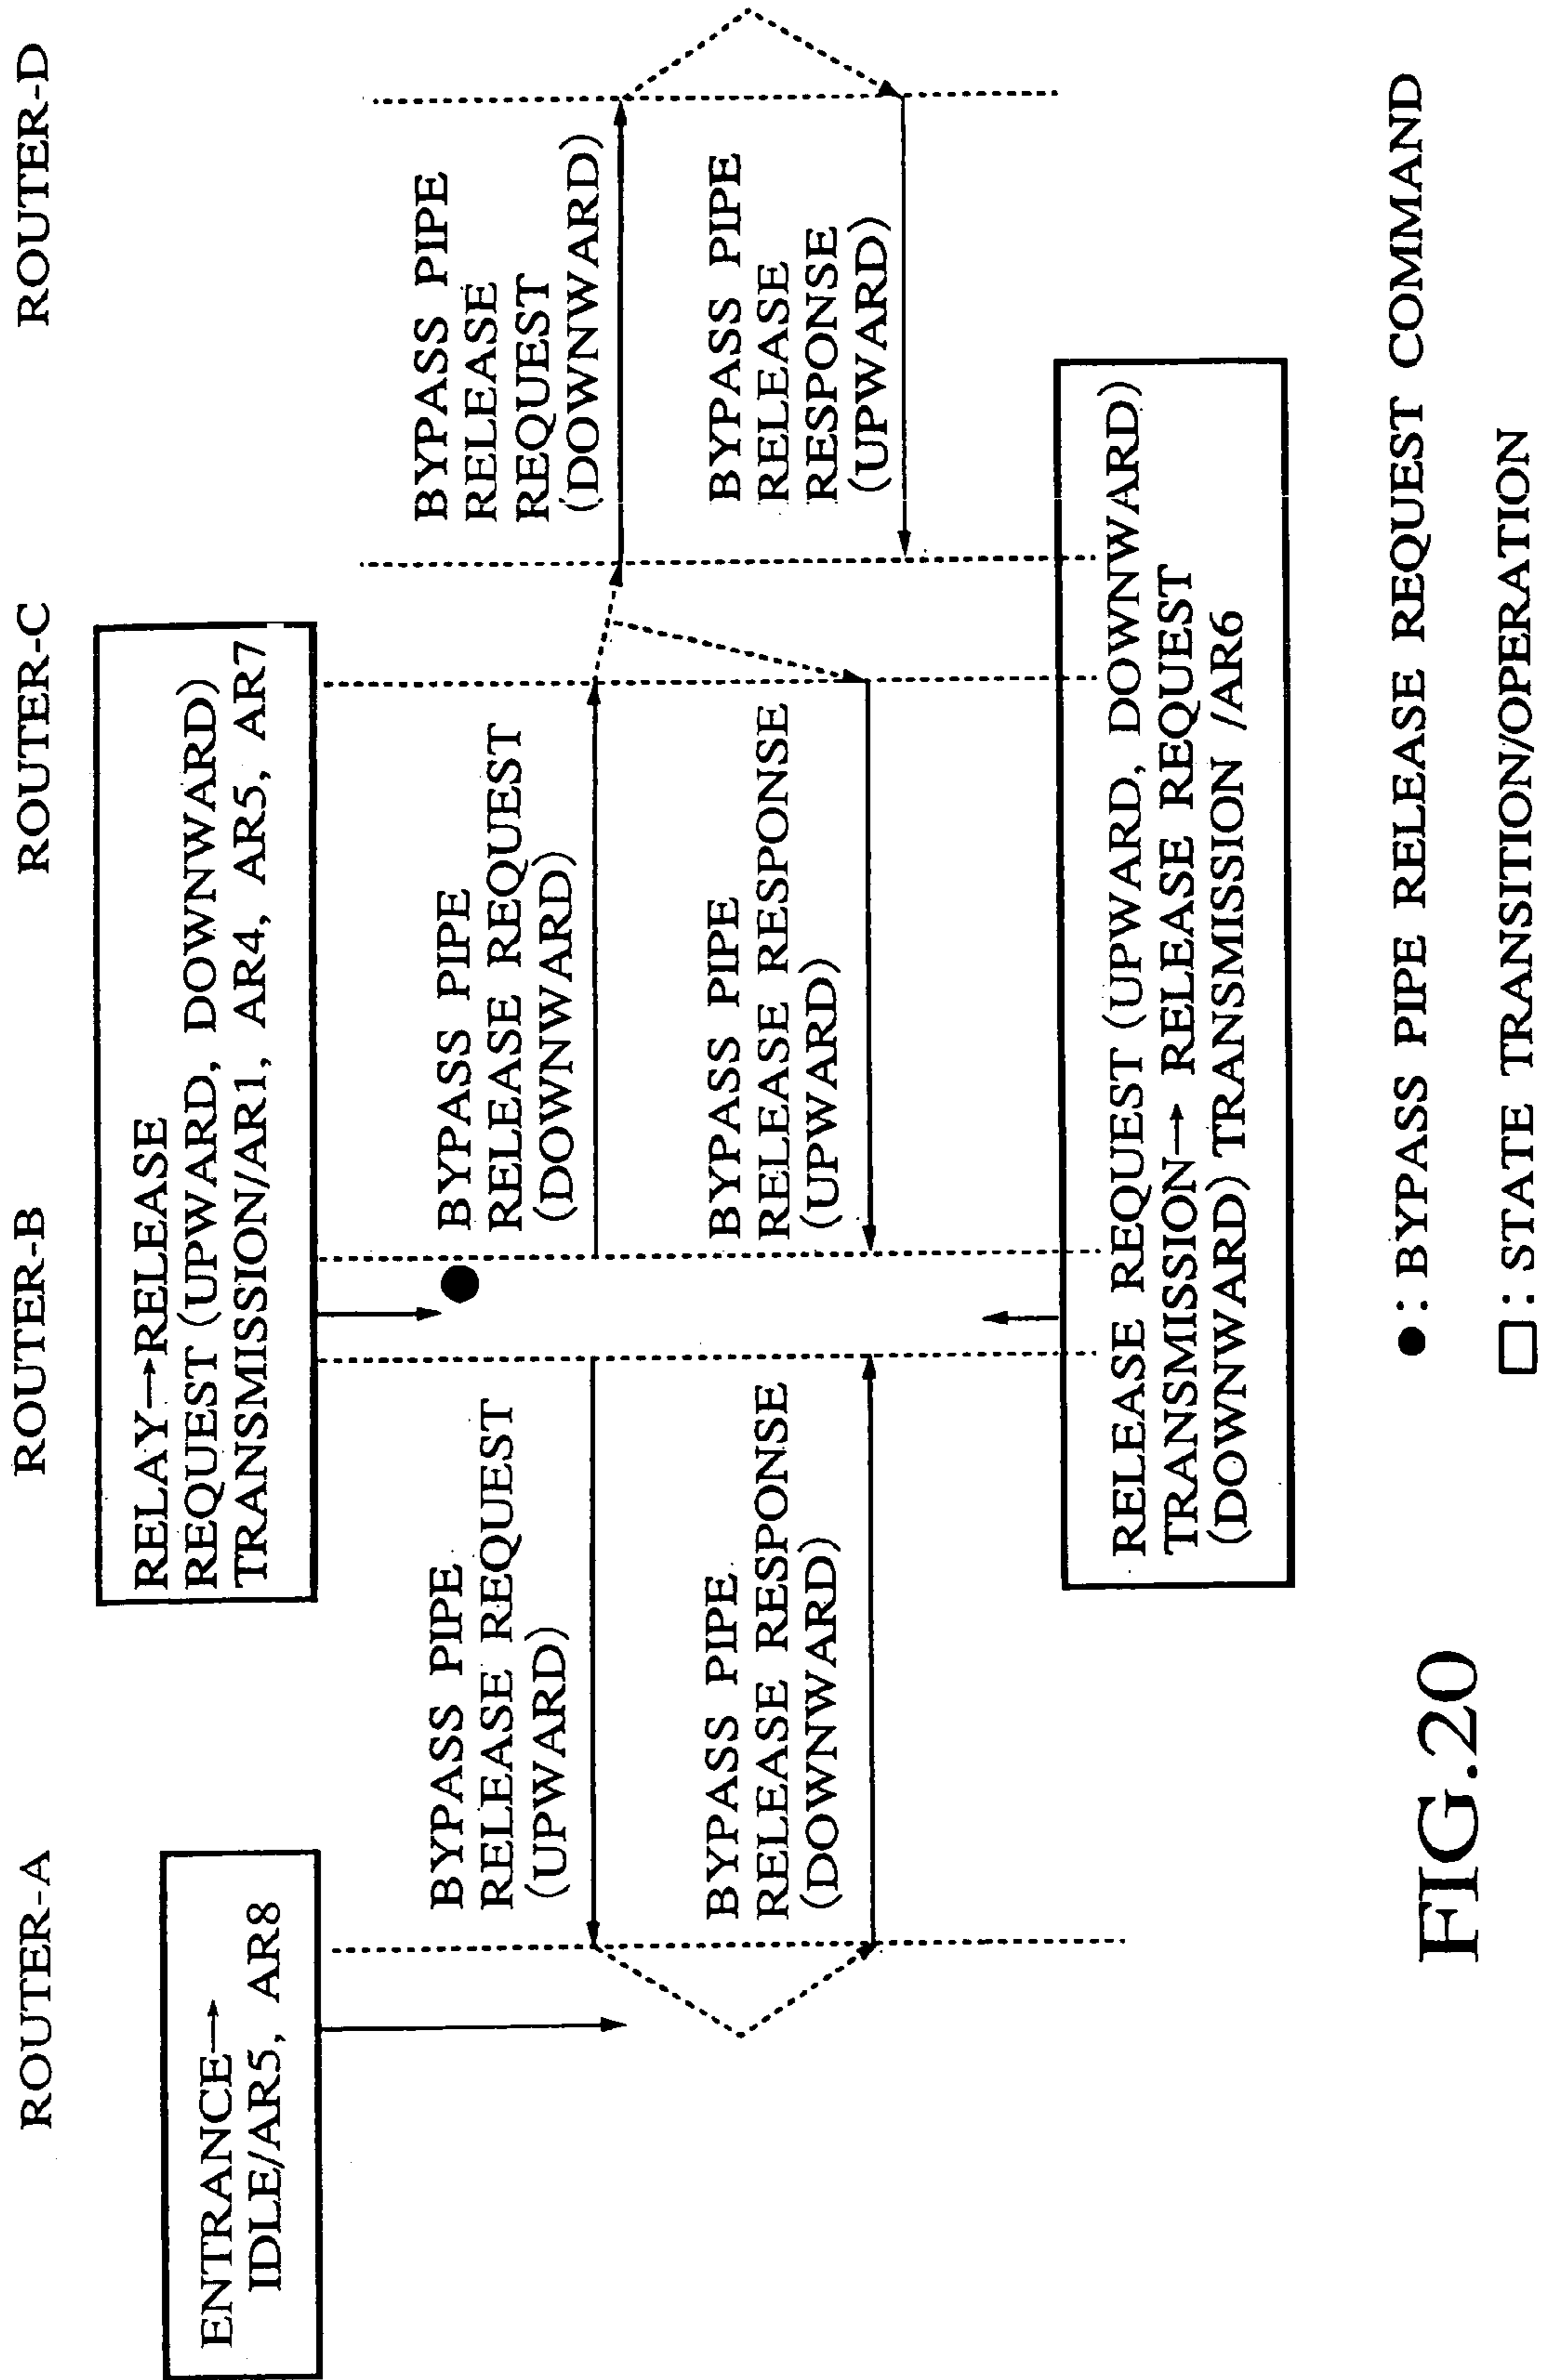 ROUTER-A
ROUTER-B
ROUTER-C
ROUTER-D
ENTRANCE→
IDLE/AR5, AR8
RELAY→RELEASE
REQUEST (UPWARD, DOWNWARD)
TRANSMISSION/AR1, AR4, AR5, AR7
BYPASS PIPE
RELEASE REQUEST
(UPWARD)
BYPASS PIPE
RELEASE REQUEST
(DOWNWARD)
BYPASS PIPE
RELEASE
REQUEST
(DOWNWARD)
BYPASS PIPE
RELEASE RESPONSE
(DOWNWARD)
BYPASS PIPE
RELEASE RESPONSE
(UPWARD)
BYPASS PIPE
RELEASE
RESPONSE
(UPWARD)
RELEASE REQUEST (UPWARD, DOWNWARD)
TRANSMISSION→ RELEASE REQUEST
(DOWNWARD) TRANSMISSION /AR6
● : BYPASS PIPE RELEASE REQUEST COMMAND
□ : STATE TRANSITION/OPERATION
FIG.20